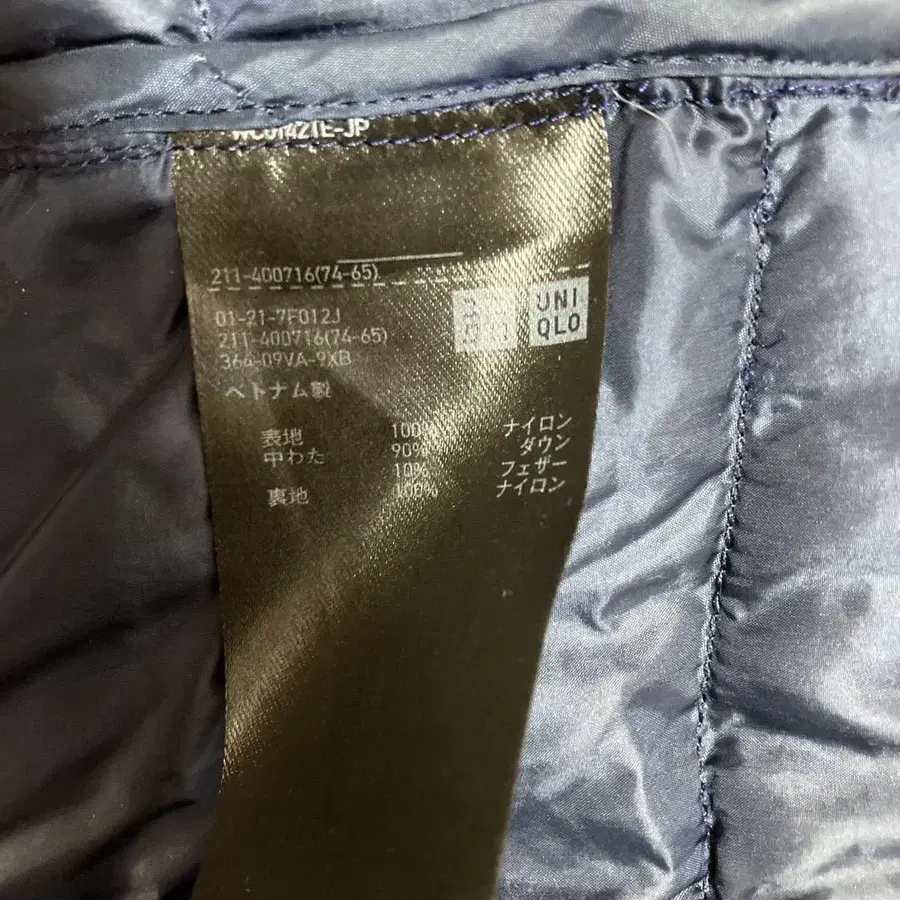 211-400716(74-65)
01-21-7F012J
211-400716(74-65)
364-09VA-9XB
UNI
QLO
ベトナム製
表地 100% ナイロン
中わた 90% ダウン
10% フェザー
裏地 100% ナイロン